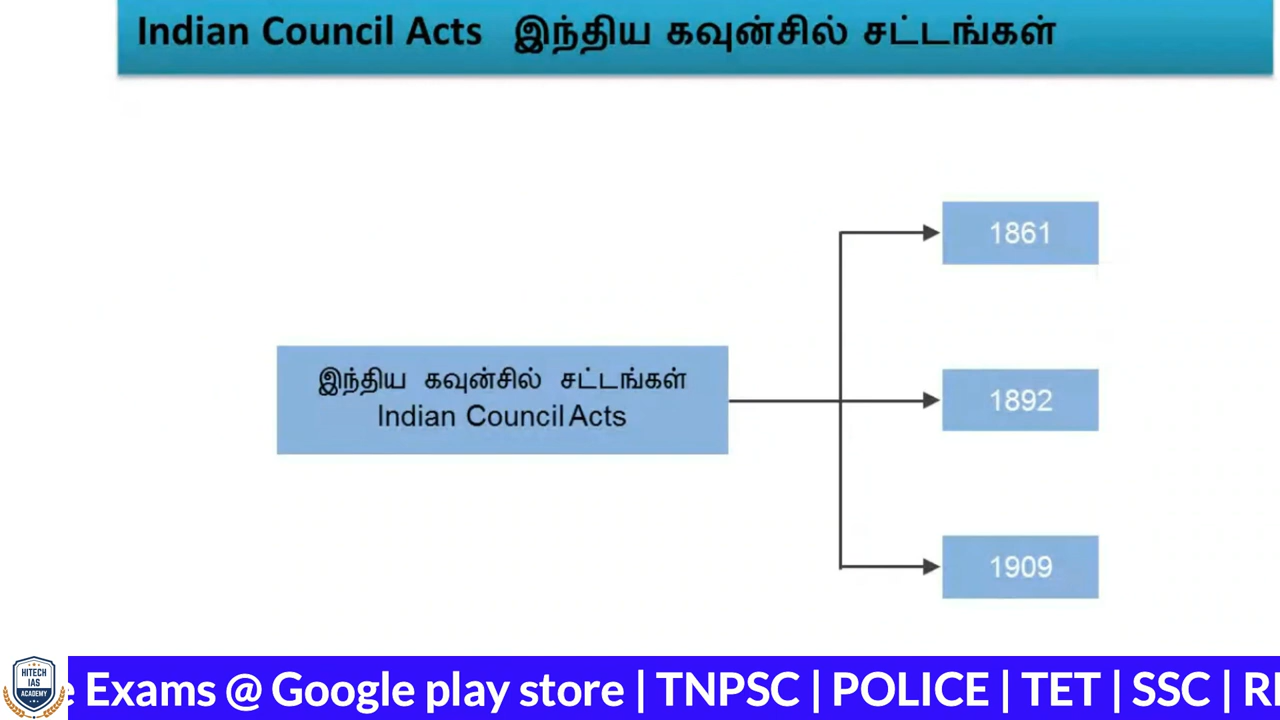 Indian Council Acts இந்திய கவுன்சில் சட்டங்கள்
1861
இந்திய கவுன்சில் சட்டங்கள்
Indian Council Acts
1892
1909
HITECH
IAS
ACADEMY
Exams @ Google play store | TNPSC | POLICE | TET | SSC |